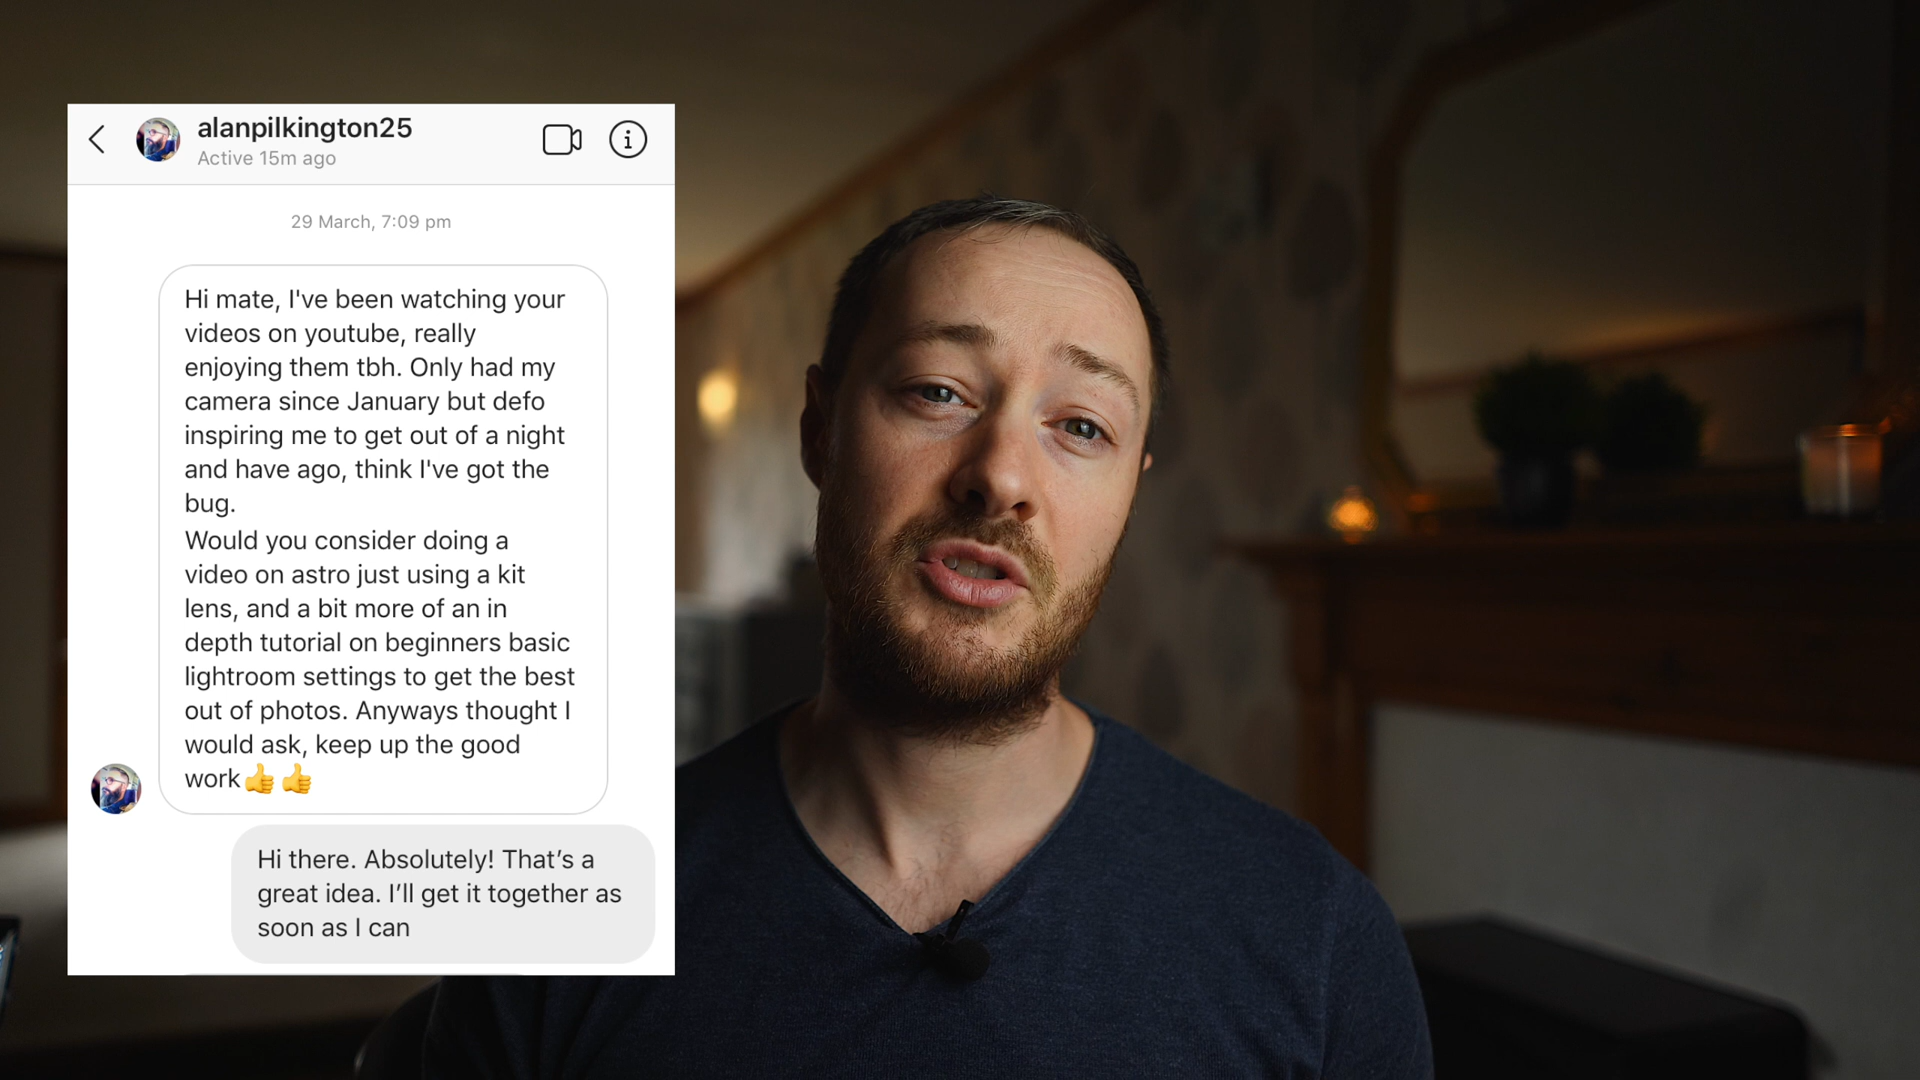 alanpilkington25
Active 15m ago
29 March, 7:09 pm
Hi mate, I've been watching your
videos on youtube, really
enjoying them tbh. Only had my
camera since January but defo
inspiring me to get out of a night
and have ago, think I've got the
bug.
Would you consider doing a
video on astro just using a kit
lens, and a bit more of an in
depth tutorial on beginners basic
lightroom settings to get the best
out of photos. Anyways thought I
would ask, keep up the good
work👍 👍
Hi there. Absolutely! That’s a
great idea. I’ll get it together as
soon as I can